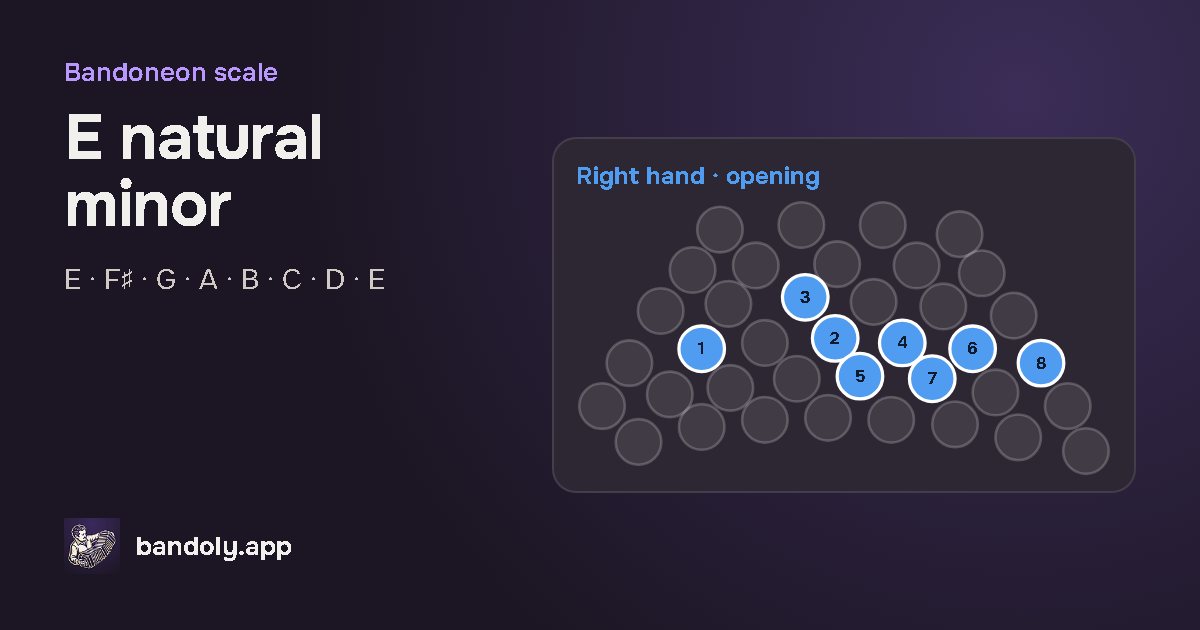 Bandoneon scale
E natural
minor
E · F♯ · G · A · B · C · D · E
Right hand · opening
3
2
4
1
6
8
5
7
bandoly.app